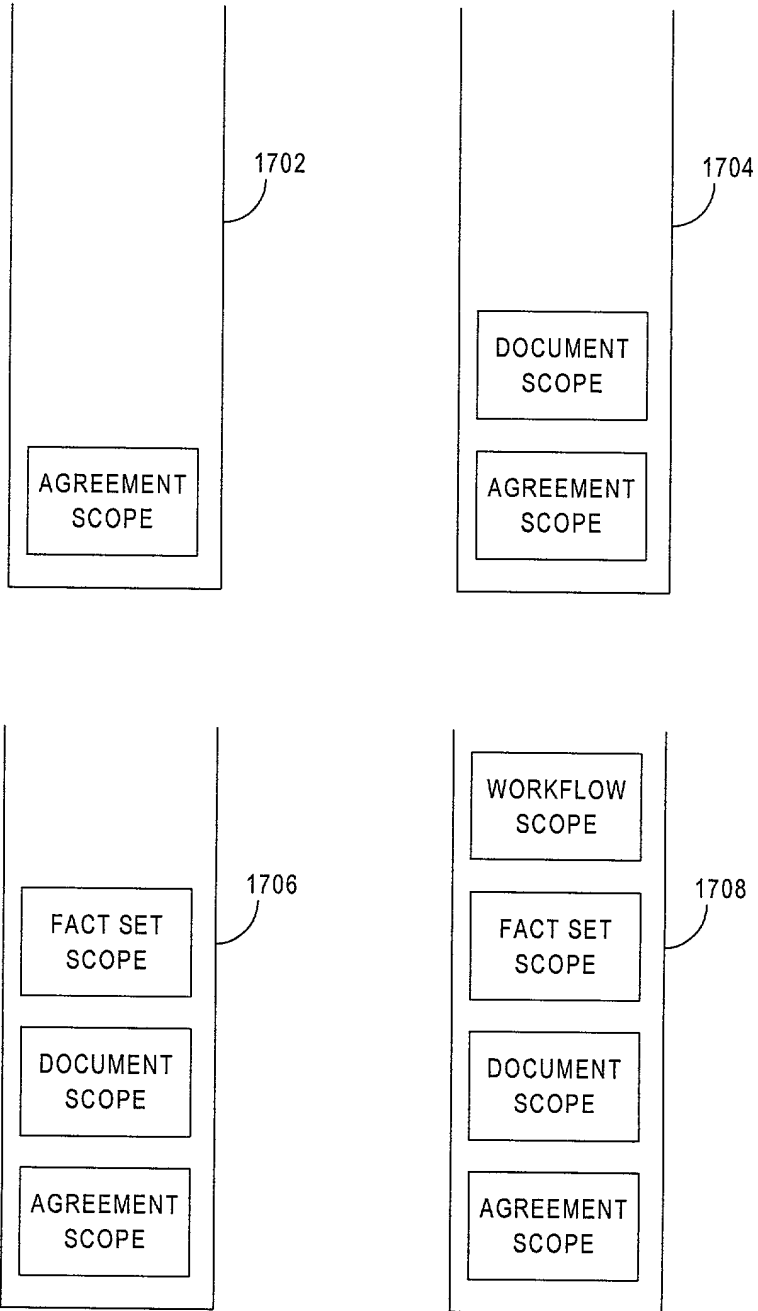 1702
AGREEMENT
SCOPE
1704
DOCUMENT
SCOPE
AGREEMENT
SCOPE
1706
FACT SET
SCOPE
DOCUMENT
SCOPE
AGREEMENT
SCOPE
1708
WORKFLOW
SCOPE
FACT SET
SCOPE
DOCUMENT
SCOPE
AGREEMENT
SCOPE